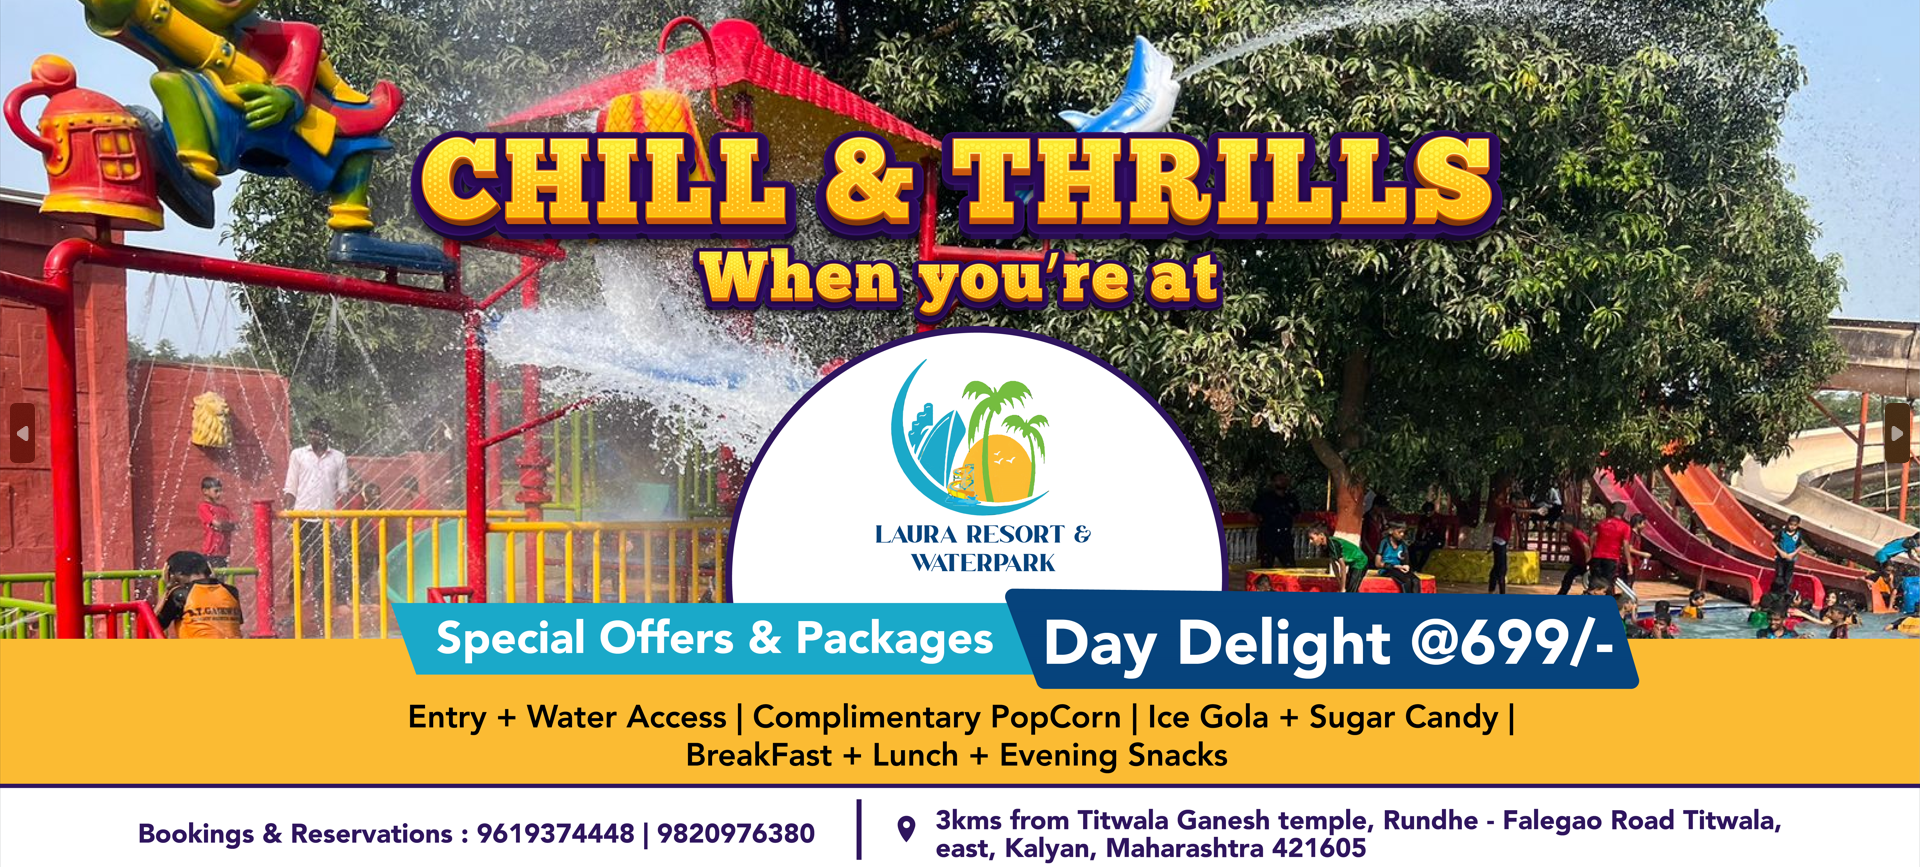 CHILL & THRILLS
When you're at
LAURA RESORT &
WATERPARK
Special Offers & Packages
Day Delight @699/-
Entry + Water Access | Complimentary PopCorn | Ice Gola + Sugar Candy |
BreakFast + Lunch + Evening Snacks
Bookings & Reservations : 9619374448 | 9820976380
3kms from Titwala Ganesh temple, Rundhe - Falegao Road Titwala,
east, Kalyan, Maharashtra 421605